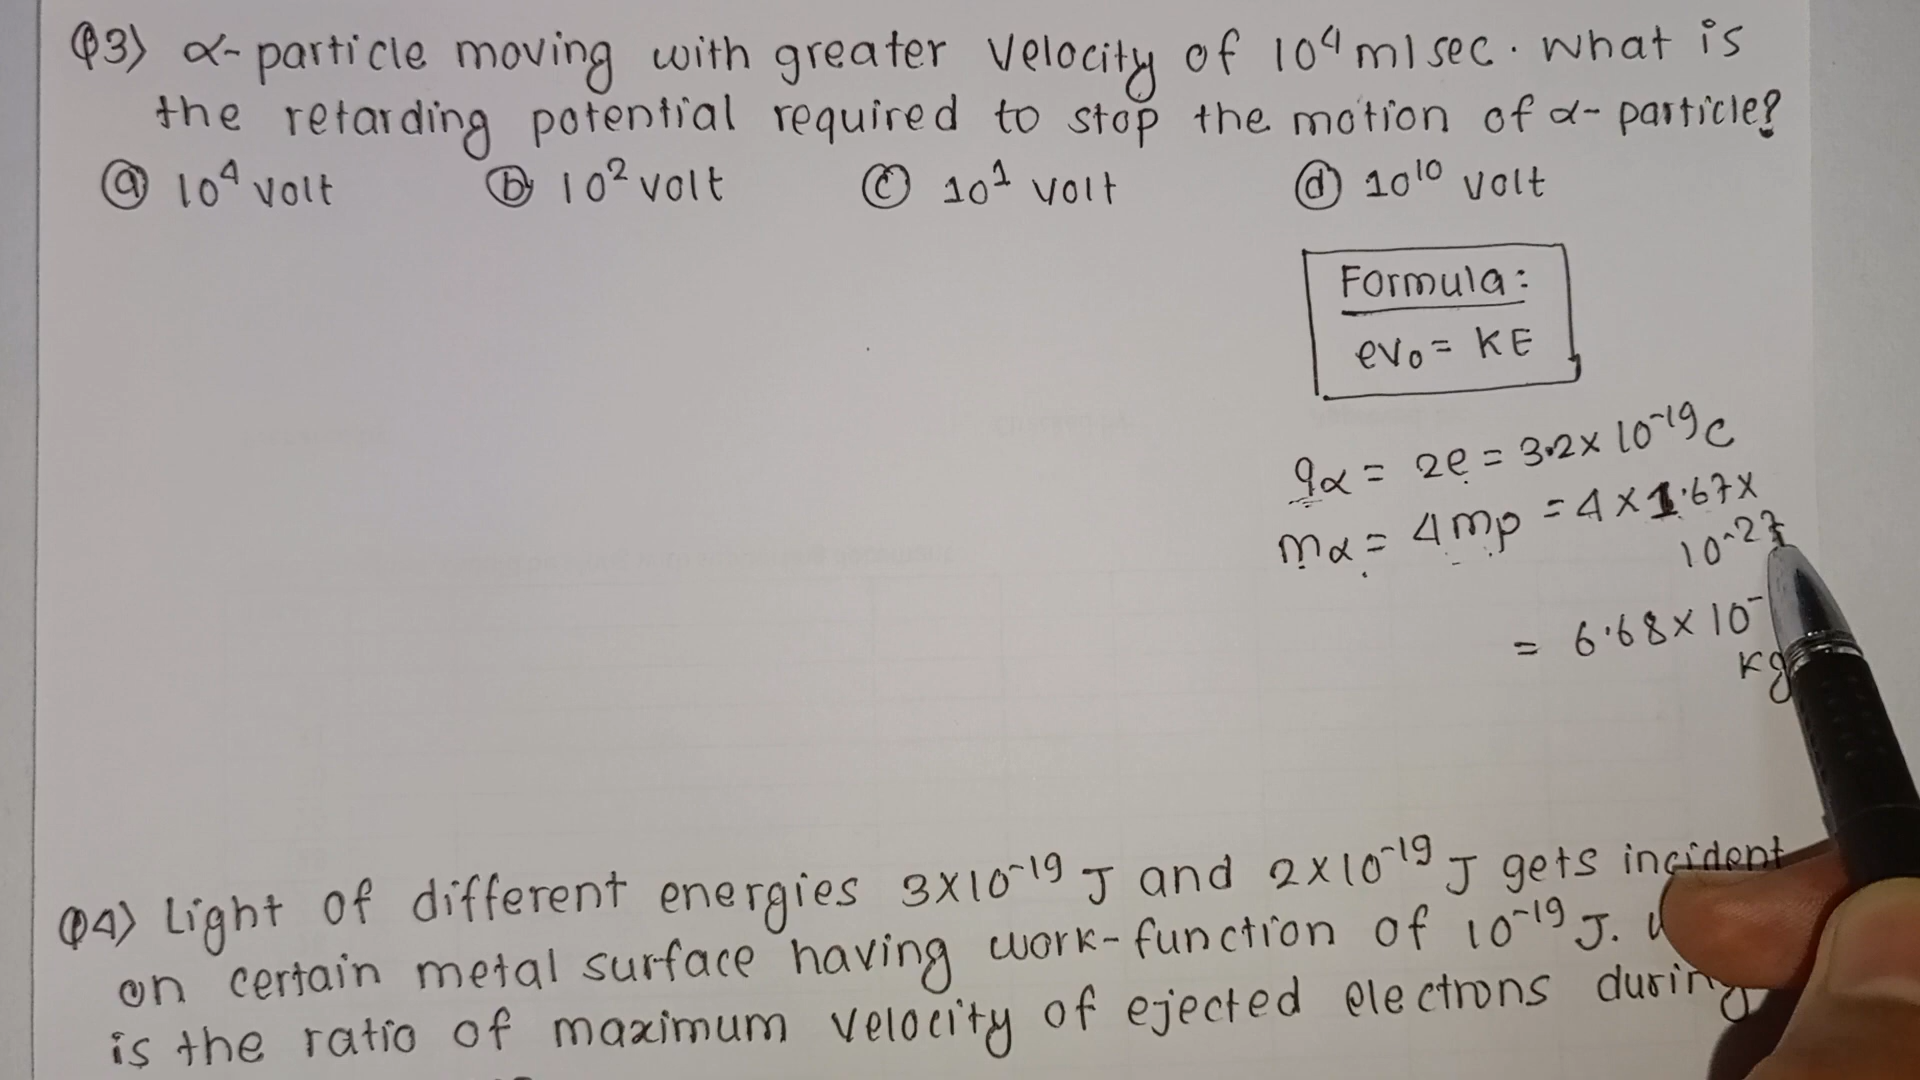 Q3) α-particle moving with greater velocity of 10⁴ m/sec. What is
the retarding potential required to stop the motion of α-particle?
ⓐ 10⁴ volt ⓑ 10² volt ⓒ 10¹ volt ⓓ 10¹⁰ volt
Formula:
eV₀ = KE
qα = 2e = 3.2 x 10⁻¹⁹ C
mα = 4mp = 4 x 1.67 x
10⁻²⁷
= 6.68 x 10⁻
kg
Q4) Light of different energies 3x10⁻¹⁹ J and 2x10⁻¹⁹ J gets incident
on certain metal surface having work-function of 10⁻¹⁹ J.
is the ratio of maximum velocity of ejected electrons during